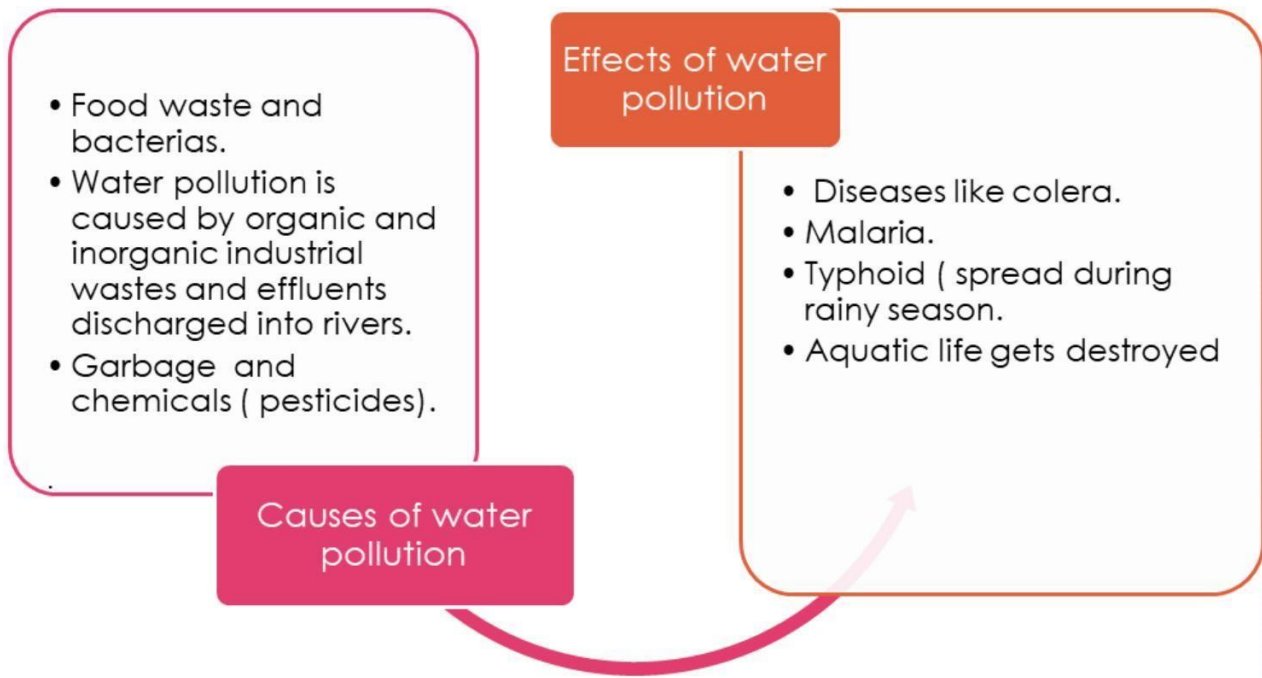 • Food waste and
bacterias.
• Water pollution is
caused by organic and
inorganic industrial
wastes and effluents
discharged into rivers.
• Garbage and
chemicals ( pesticides).
.
Causes of water
pollution
Effects of water
pollution
• Diseases like colera.
• Malaria.
• Typhoid ( spread during
rainy season.
• Aquatic life gets destroyed